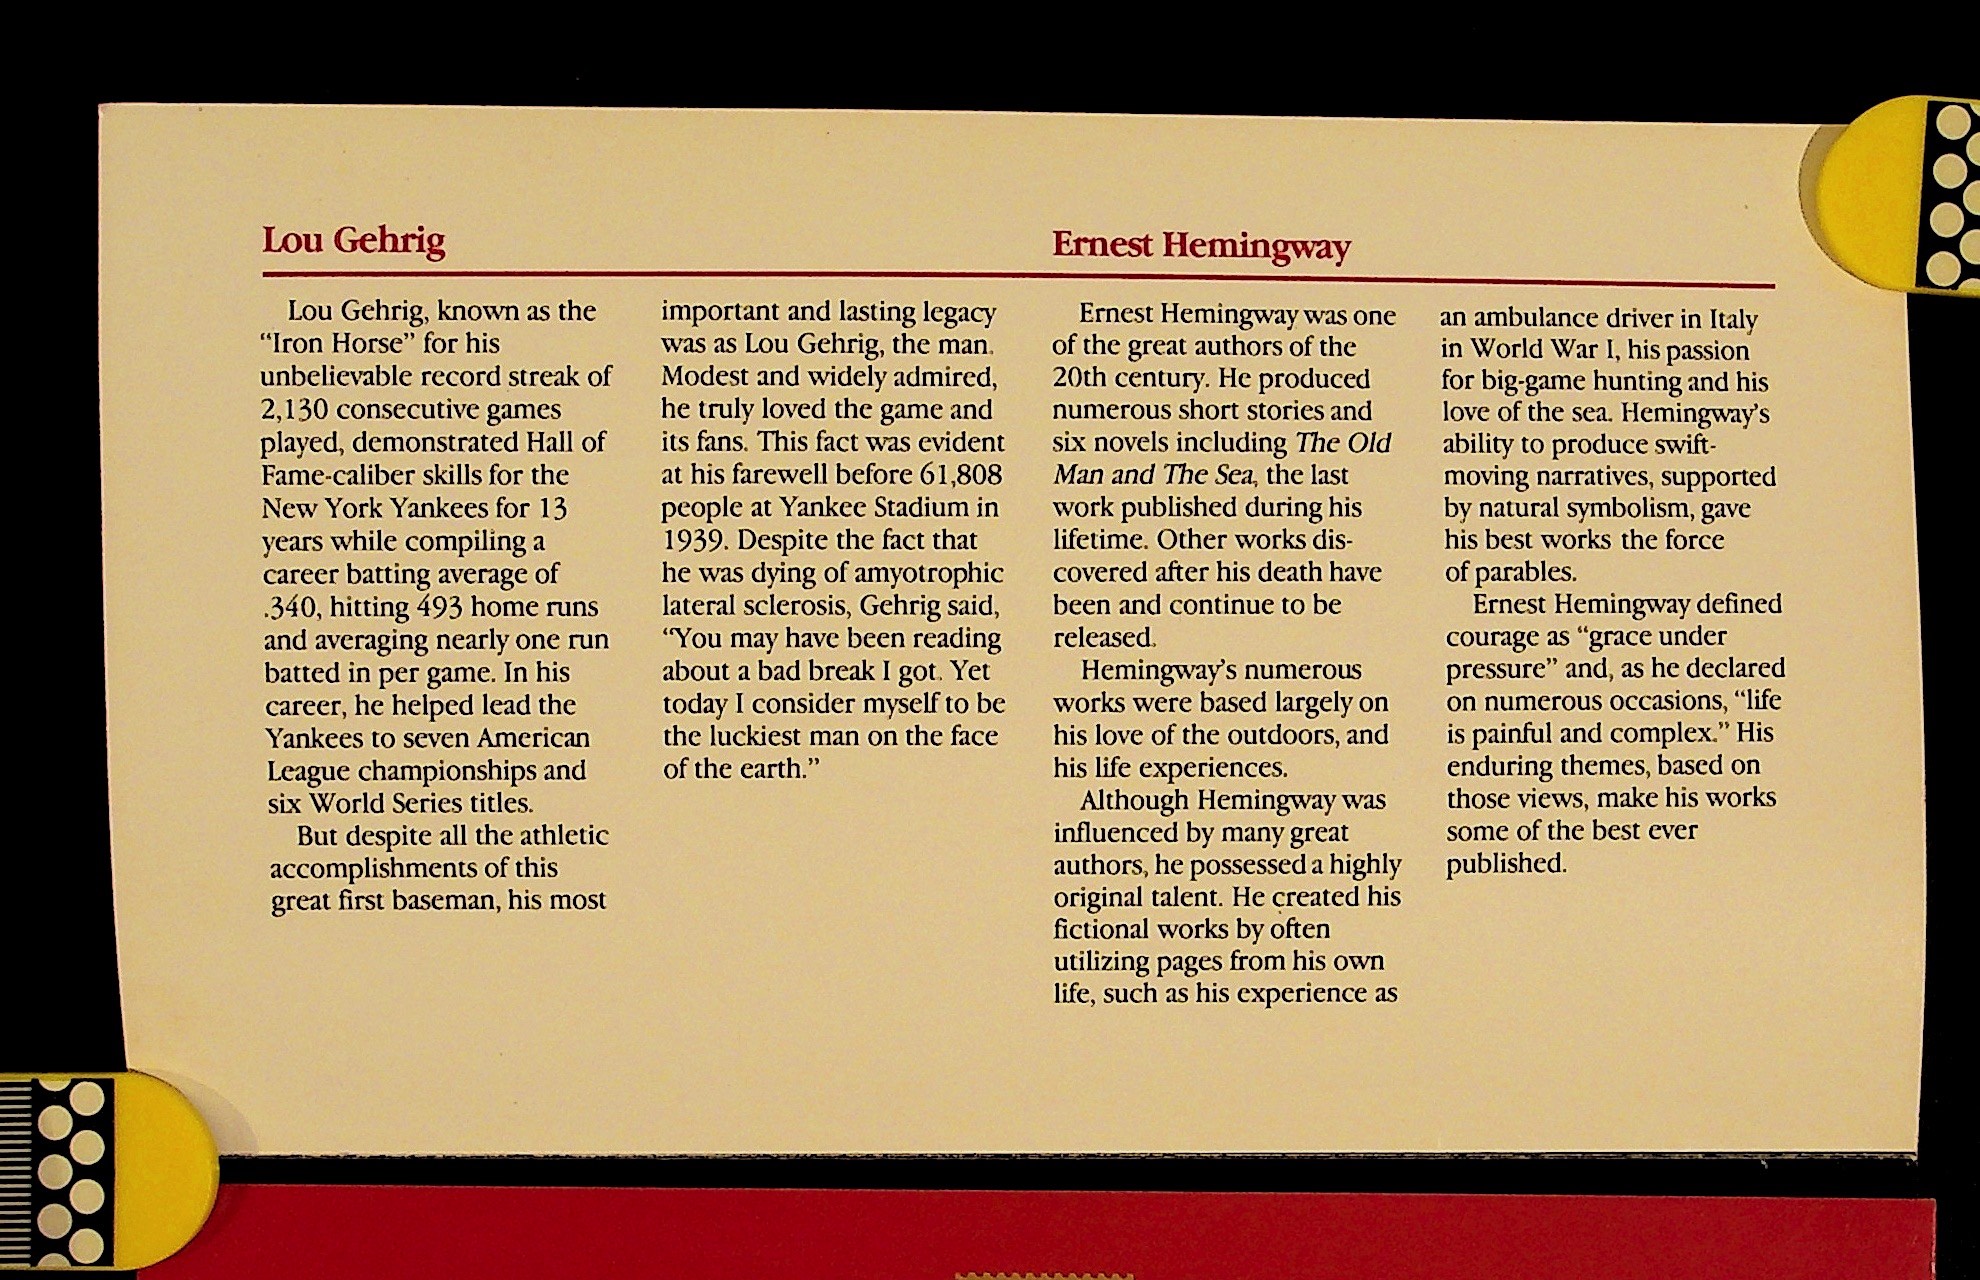 Lou Gehrig
Lou Gehrig, known as the
“Iron Horse” for his
unbelievable record streak of
2,130 consecutive games
played, demonstrated Hall of
Fame-caliber skills for the
New York Yankees for 13
years while compiling a
career batting average of
.340, hitting 493 home runs
and averaging nearly one run
batted in per game. In his
career, he helped lead the
Yankees to seven American
League championships and
six World Series titles.
But despite all the athletic
accomplishments of this
great first baseman, his most
important and lasting legacy
was as Lou Gehrig, the man.
Modest and widely admired,
he truly loved the game and
its fans. This fact was evident
at his farewell before 61,808
people at Yankee Stadium in
1939. Despite the fact that
he was dying of amyotrophic
lateral sclerosis, Gehrig said,
“You may have been reading
about a bad break I got. Yet
today I consider myself to be
the luckiest man on the face
of the earth.”
Ernest Hemingway
Ernest Hemingway was one
of the great authors of the
20th century. He produced
numerous short stories and
six novels including The Old
Man and The Sea, the last
work published during his
lifetime. Other works dis-
covered after his death have
been and continue to be
released.
Hemingway’s numerous
works were based largely on
his love of the outdoors, and
his life experiences.
Although Hemingway was
influenced by many great
authors, he possessed a highly
original talent. He created his
fictional works by often
utilizing pages from his own
life, such as his experience as
an ambulance driver in Italy
in World War I, his passion
for big-game hunting and his
love of the sea. Hemingway’s
ability to produce swift-
moving narratives, supported
by natural symbolism, gave
his best works the force
of parables.
Ernest Hemingway defined
courage as “grace under
pressure” and, as he declared
on numerous occasions, “life
is painful and complex.” His
enduring themes, based on
those views, make his works
some of the best ever
published.